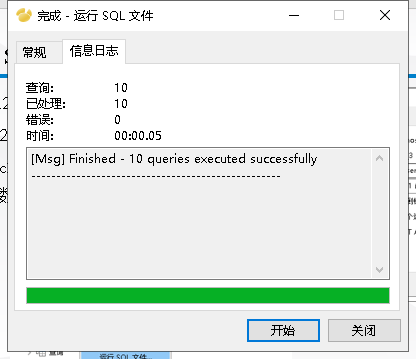 完成 - 运行 SQL 文件
常规
信息日志
查询: 10
已处理: 10
错误: 0
时间: 00:00.05
[Msg] Finished - 10 queries executed successfully
--------------------------------------------------
开始
关闭
查询
运行 SQL 文件...